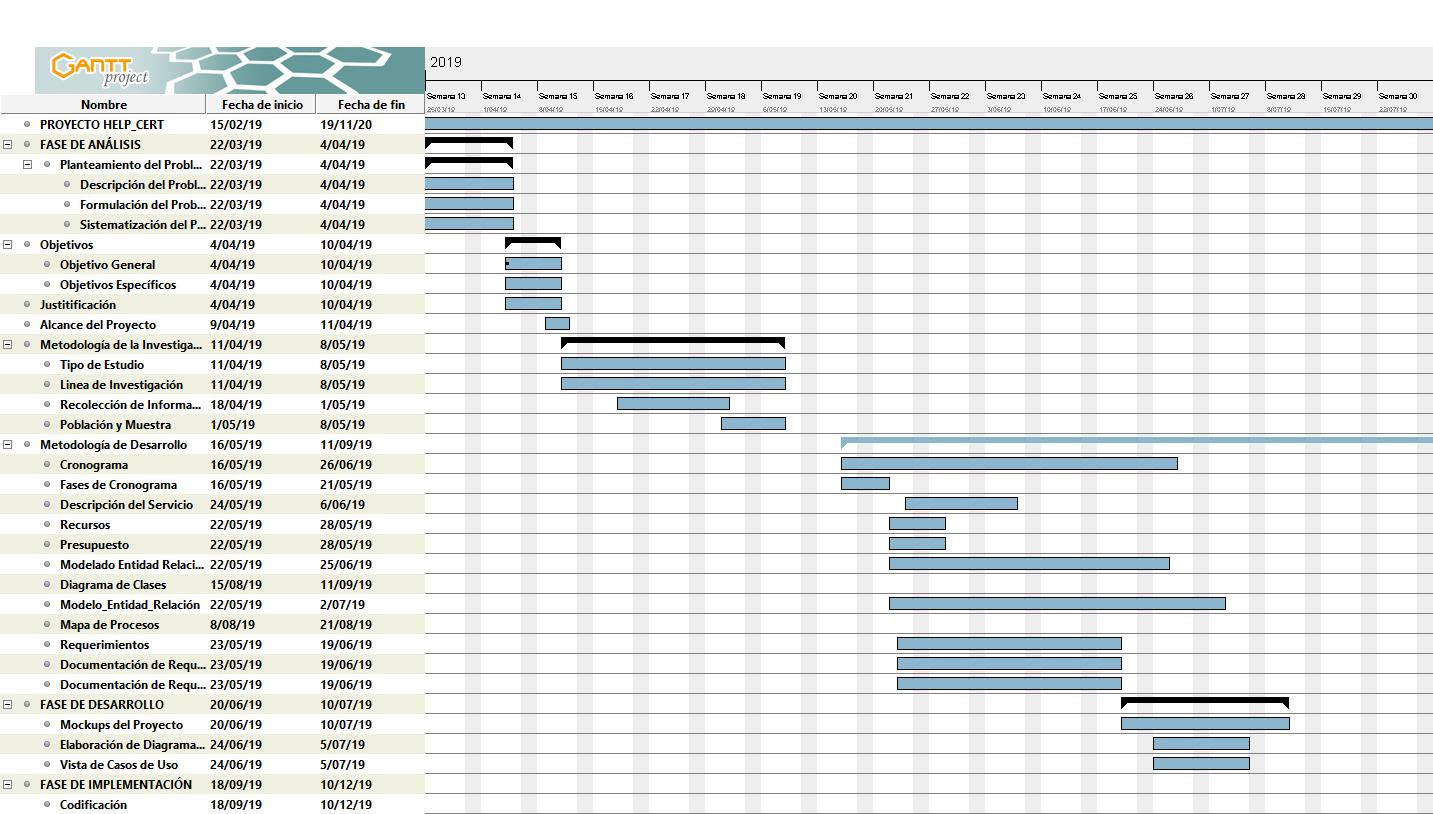 GANTT
project
2019
Semana 13 Semana 14 Semana 15 Semana 16 Semana 17 Semana 18 Semana 19 Semana 20 Semana 21 Semana 22 Semana 23 Semana 24 Semana 25 Semana 26 Semana 27 Semana 28 Semana 29 Semana 30
25/03/19 1/04/19 8/04/19 15/04/19 22/04/19 29/04/19 6/05/19 13/05/19 20/05/19 27/05/19 3/06/19 10/06/19 17/06/19 24/06/19 1/07/19 8/07/19 15/07/19 22/07/19
Nombre Fecha de inicio Fecha de fin
PROYECTO HELP_CERT 15/02/19 19/11/20
FASE DE ANÁLISIS 22/03/19 4/04/19
Planteamiento del Probl... 22/03/19 4/04/19
Descripción del Probl... 22/03/19 4/04/19
Formulación del Prob... 22/03/19 4/04/19
Sistematización del P... 22/03/19 4/04/19
Objetivos 4/04/19 10/04/19
Objetivo General 4/04/19 10/04/19
Objetivos Específicos 4/04/19 10/04/19
Justitificación 4/04/19 10/04/19
Alcance del Proyecto 9/04/19 11/04/19
Metodología de la Investiga... 11/04/19 8/05/19
Tipo de Estudio 11/04/19 8/05/19
Linea de Investigación 11/04/19 8/05/19
Recolección de Informa... 18/04/19 1/05/19
Población y Muestra 1/05/19 8/05/19
Metodología de Desarrollo 16/05/19 11/09/19
Cronograma 16/05/19 26/06/19
Fases de Cronograma 16/05/19 21/05/19
Descripción del Servicio 24/05/19 6/06/19
Recursos 22/05/19 28/05/19
Presupuesto 22/05/19 28/05/19
Modelado Entidad Relaci... 22/05/19 25/06/19
Diagrama de Clases 15/08/19 11/09/19
Modelo_Entidad_Relación 22/05/19 2/07/19
Mapa de Procesos 8/08/19 21/08/19
Requerimientos 23/05/19 19/06/19
Documentación de Requ... 23/05/19 19/06/19
Documentación de Requ... 23/05/19 19/06/19
FASE DE DESARROLLO 20/06/19 10/07/19
Mockups del Proyecto 20/06/19 10/07/19
Elaboración de Diagrama... 24/06/19 5/07/19
Vista de Casos de Uso 24/06/19 5/07/19
FASE DE IMPLEMENTACIÓN 18/09/19 10/12/19
Codificación 18/09/19 10/12/19